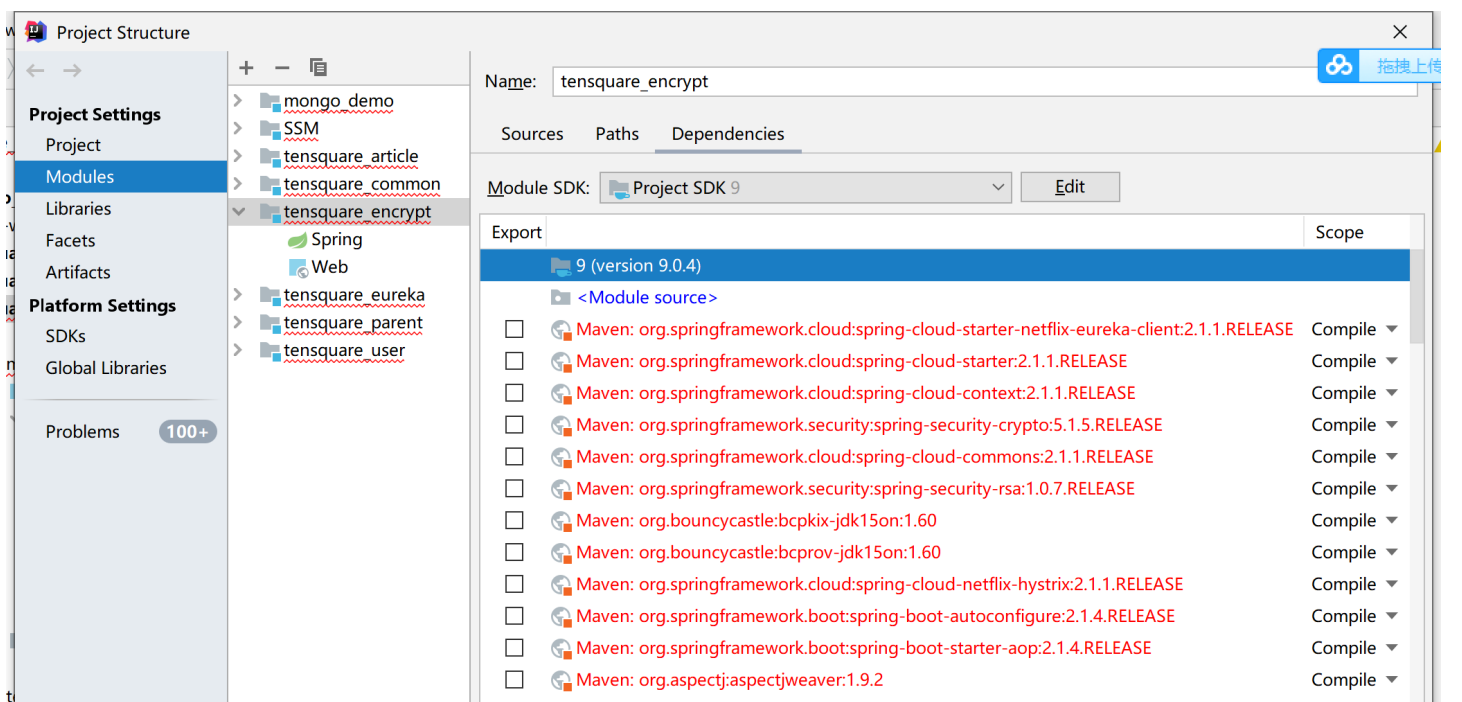 Project Structure
拖拽上传
Name: tensquare_encrypt
Project Settings
Project
Modules
Libraries
Facets
Artifacts
Platform Settings
SDKs
Global Libraries
Problems 100+
mongo_demo
SSM
tensquare_article
tensquare_common
tensquare_encrypt
Spring
Web
tensquare_eureka
tensquare_parent
tensquare_user
Sources Paths Dependencies
Module SDK: Project SDK 9 Edit
Export Scope
9 (version 9.0.4)
<Module source>
Maven: org.springframework.cloud:spring-cloud-starter-netflix-eureka-client:2.1.1.RELEASE Compile
Maven: org.springframework.cloud:spring-cloud-starter:2.1.1.RELEASE Compile
Maven: org.springframework.cloud:spring-cloud-context:2.1.1.RELEASE Compile
Maven: org.springframework.security:spring-security-crypto:5.1.5.RELEASE Compile
Maven: org.springframework.cloud:spring-cloud-commons:2.1.1.RELEASE Compile
Maven: org.springframework.security:spring-security-rsa:1.0.7.RELEASE Compile
Maven: org.bouncycastle:bcpkix-jdk15on:1.60 Compile
Maven: org.bouncycastle:bcprov-jdk15on:1.60 Compile
Maven: org.springframework.cloud:spring-cloud-netflix-hystrix:2.1.1.RELEASE Compile
Maven: org.springframework.boot:spring-boot-autoconfigure:2.1.4.RELEASE Compile
Maven: org.springframework.boot:spring-boot-starter-aop:2.1.4.RELEASE Compile
Maven: org.aspectj:aspectjweaver:1.9.2 Compile